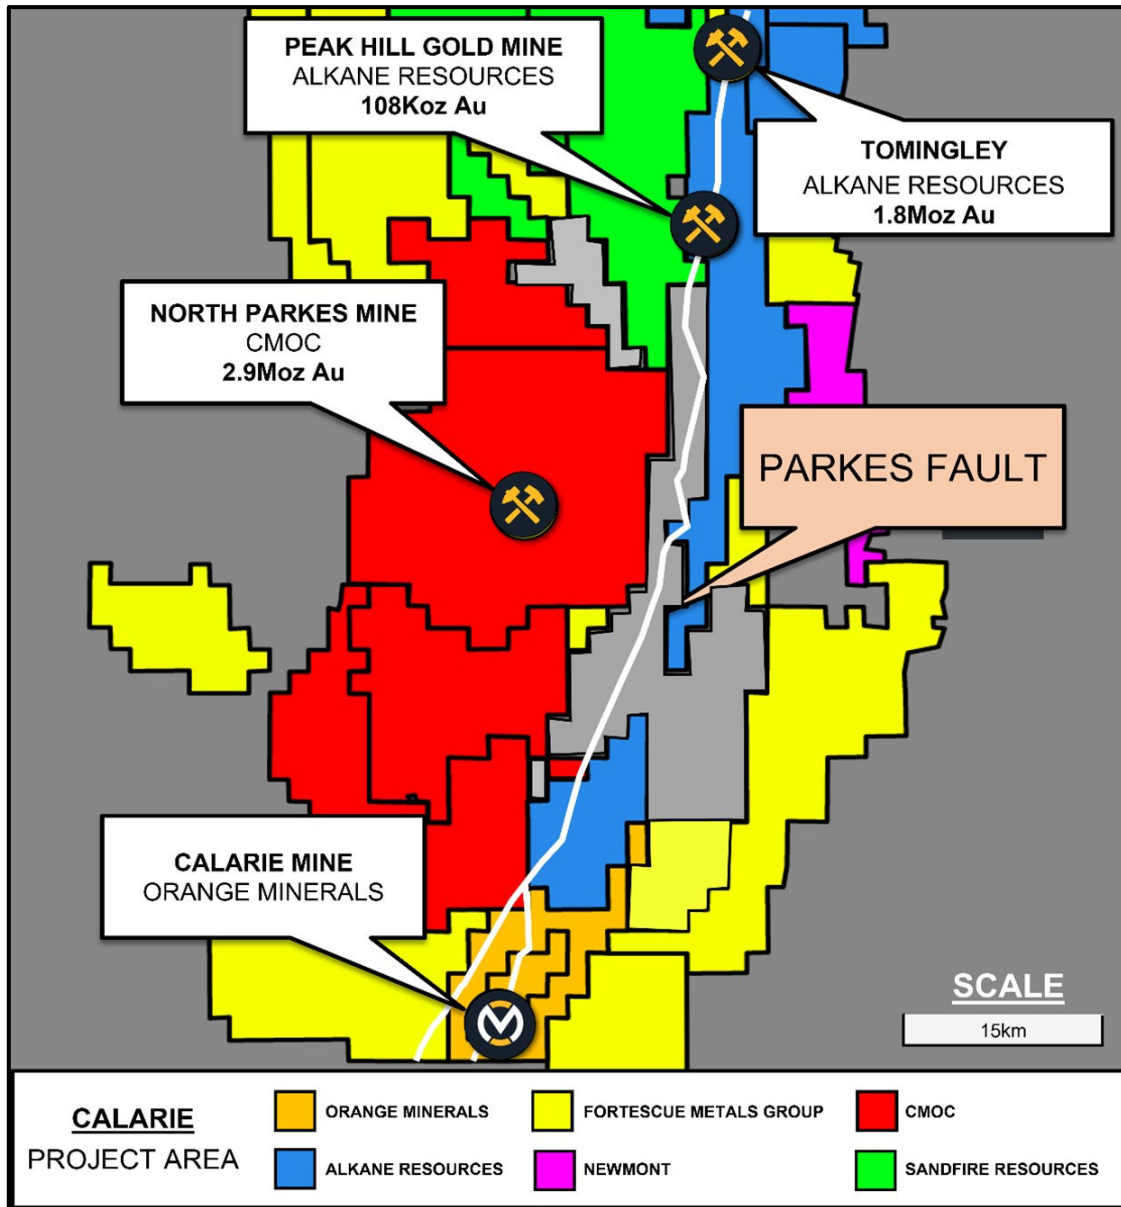 PEAK HILL GOLD MINE
ALKANE RESOURCES
108Koz Au
TOMINGLEY
ALKANE RESOURCES
1.8Moz Au
NORTH PARKES MINE
CMOC
2.9Moz Au
PARKES FAULT
CALARIE MINE
ORANGE MINERALS
SCALE
15km
CALARIE
PROJECT AREA
ORANGE MINERALS
FORTESCUE METALS GROUP
CMOC
ALKANE RESOURCES
NEWMONT
SANDFIRE RESOURCES